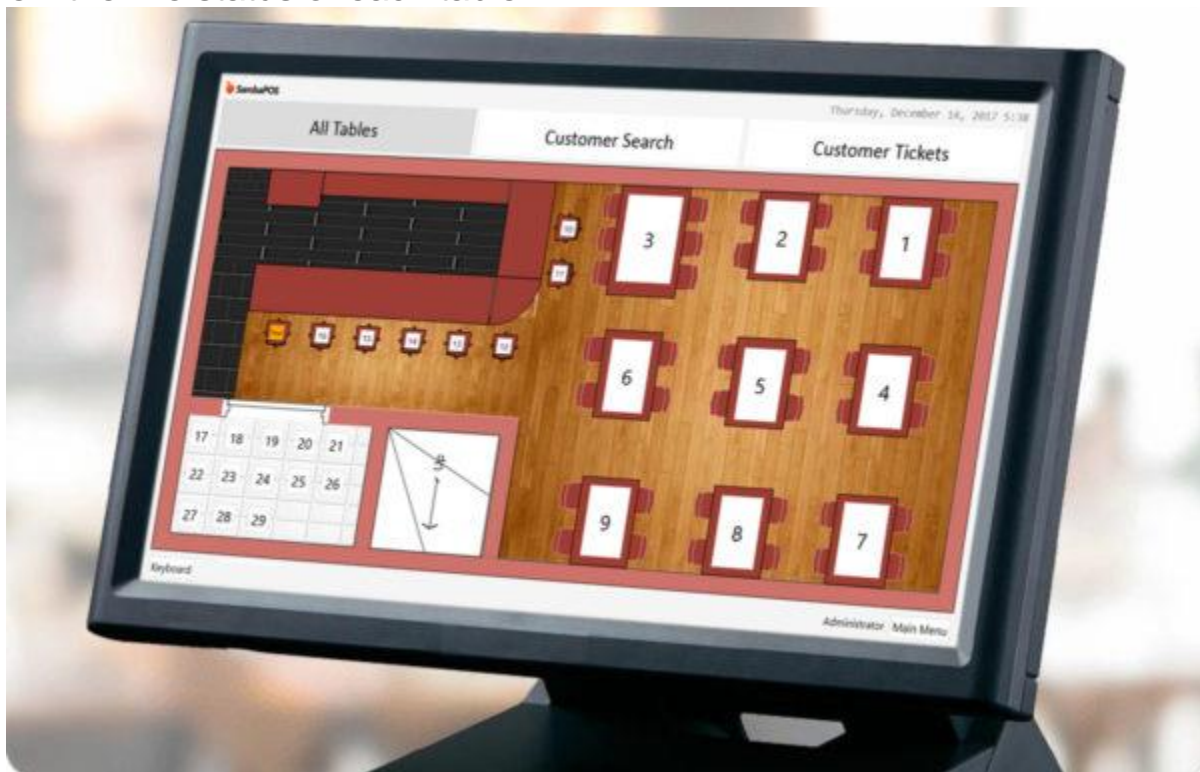 SambaPOS
Thursday, December 14, 2017 5:30
All Tables
Customer Search
Customer Tickets
3
2
1
6
5
4
17 18 19 20 21
22 23 24 25 26
27 28 29
9
8
7
Keyboard
Administrator Main Menu